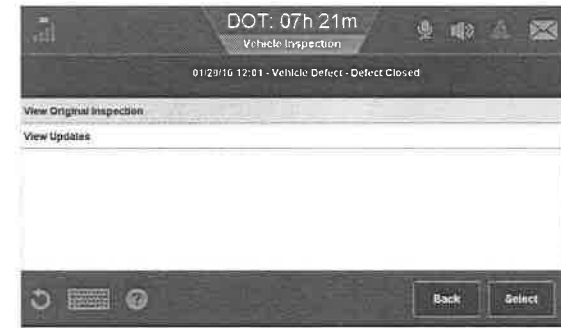 DOT: 07h 21m
Vehicle Inspection
01/29/16 12:01 - Vehicle Defect - Defect Closed
View Original Inspection
View Updates
Back
Select